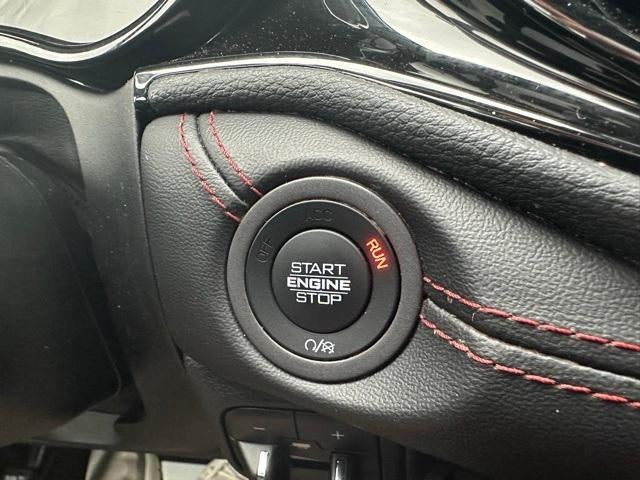 ACC
OFF
RUN
START
ENGINE
STOP
- +